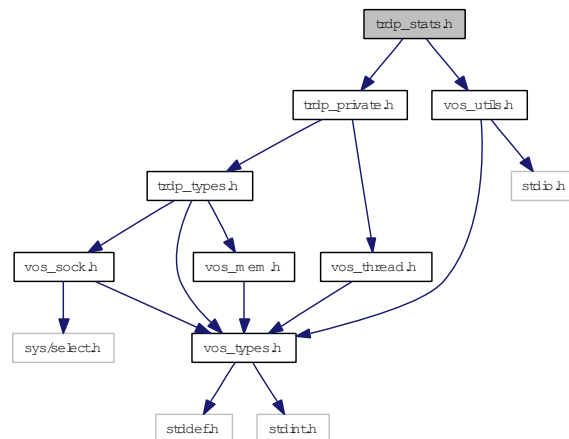 trdp_stats.h
trdp_private.h
vos_utils.h
trdp_types.h
stdio.h
vos_sock.h
vos_mem.h
vos_thread.h
sys/select.h
vos_types.h
stddef.h
stdint.h